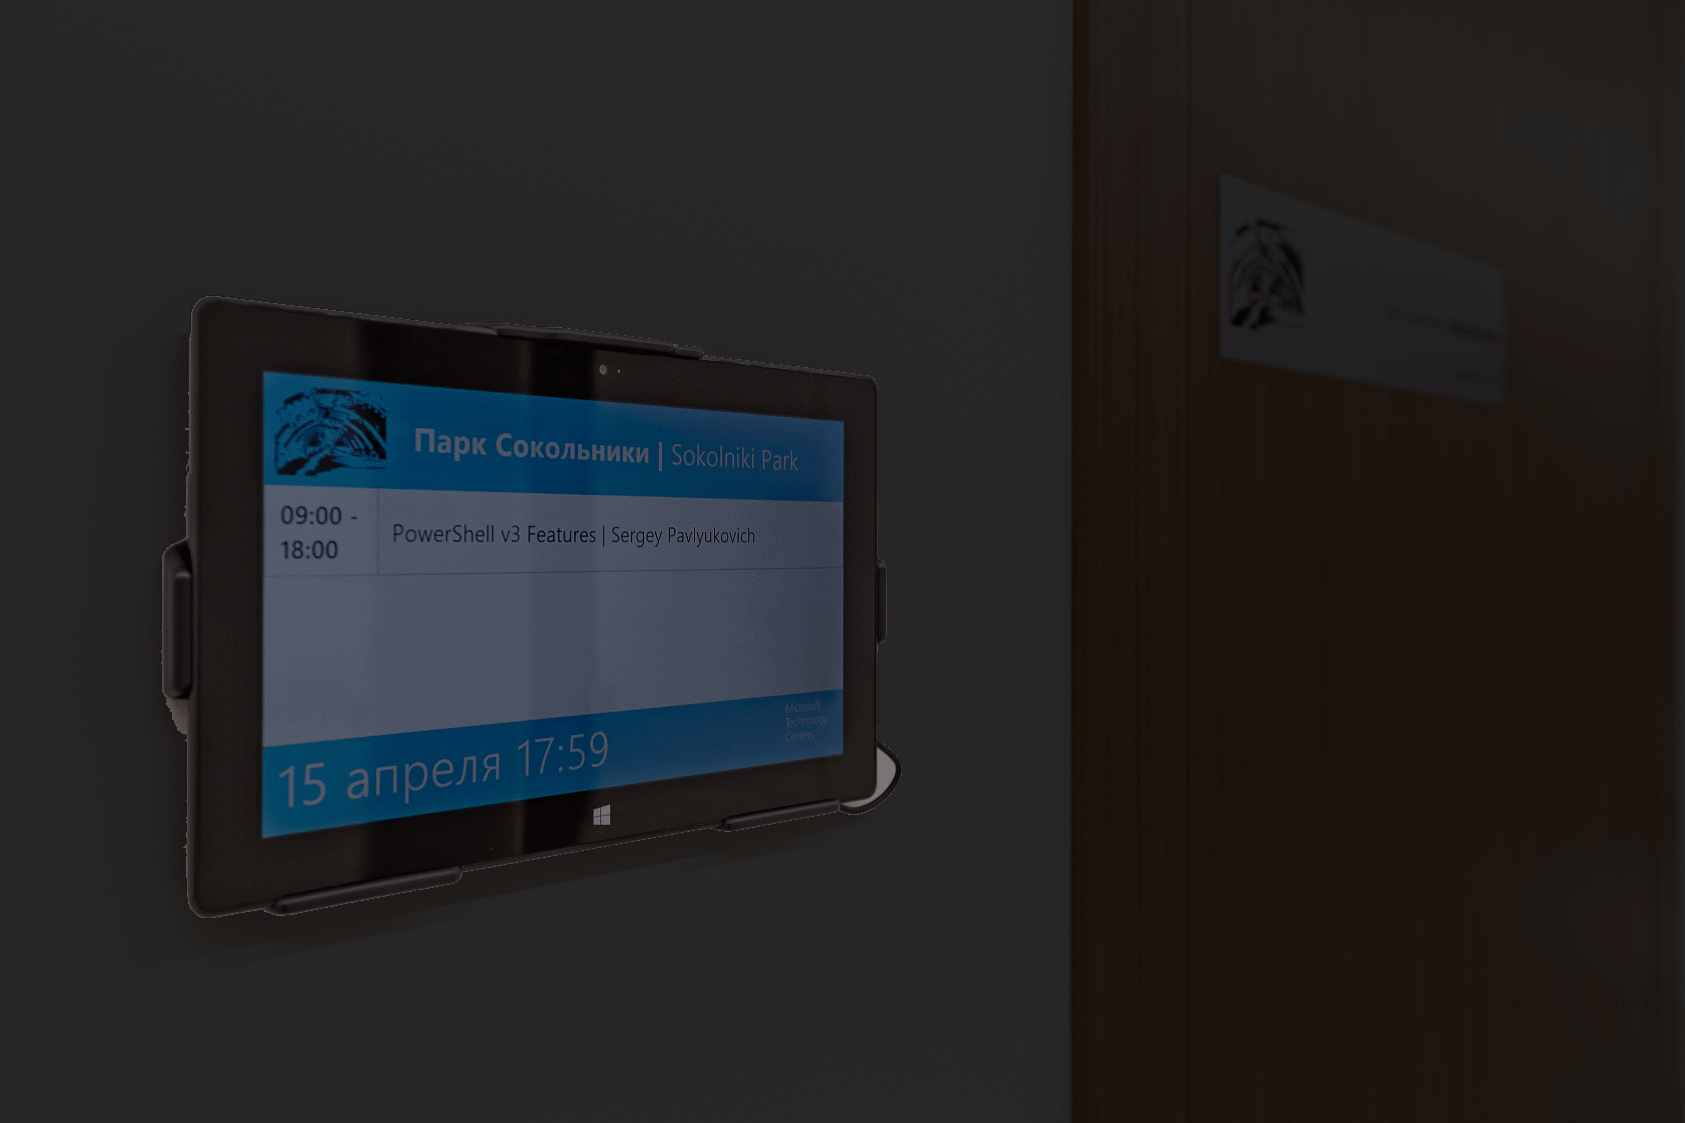 Парк Сокольники | Sokolniki Park
09:00 -
18:00
PowerShell v3 Features | Sergey Pavlyukovich
15 апреля 17:59
Microsoft
Technology
Centers